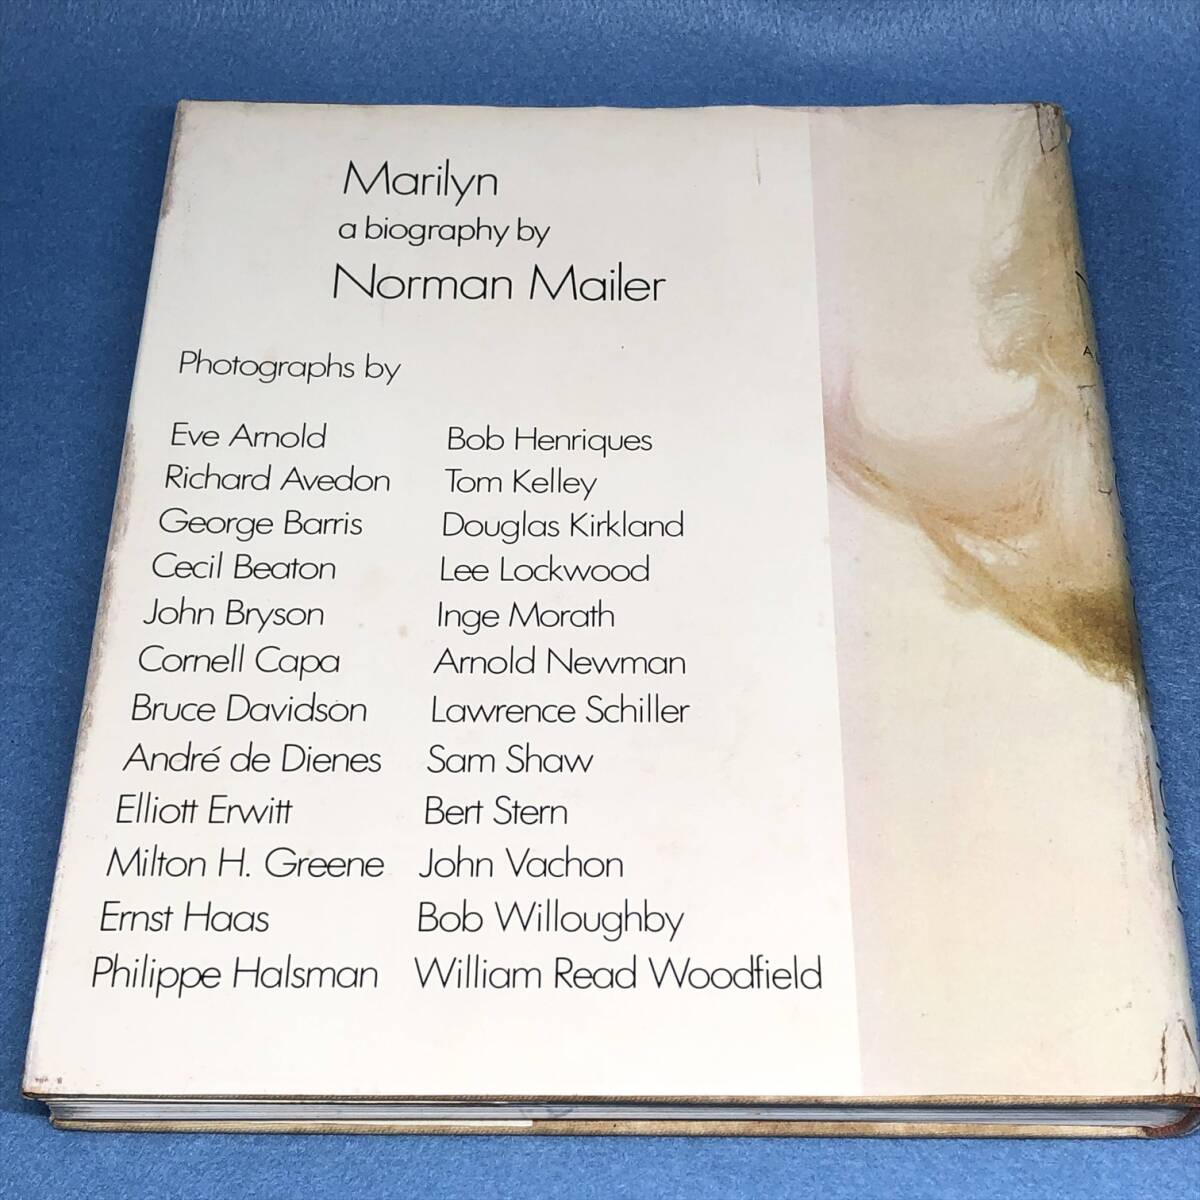 Marilyn
a biography by
Norman Mailer
Photographs by
Eve Arnold
Richard Avedon
George Barris
Cecil Beaton
John Bryson
Cornell Capa
Bruce Davidson
André de Dienes
Elliott Erwitt
Milton H. Greene
Ernst Haas
Philippe Halsman
Bob Henriques
Tom Kelley
Douglas Kirkland
Lee Lockwood
Inge Morath
Arnold Newman
Lawrence Schiller
Sam Shaw
Bert Stern
John Vachon
Bob Willoughby
William Read Woodfield